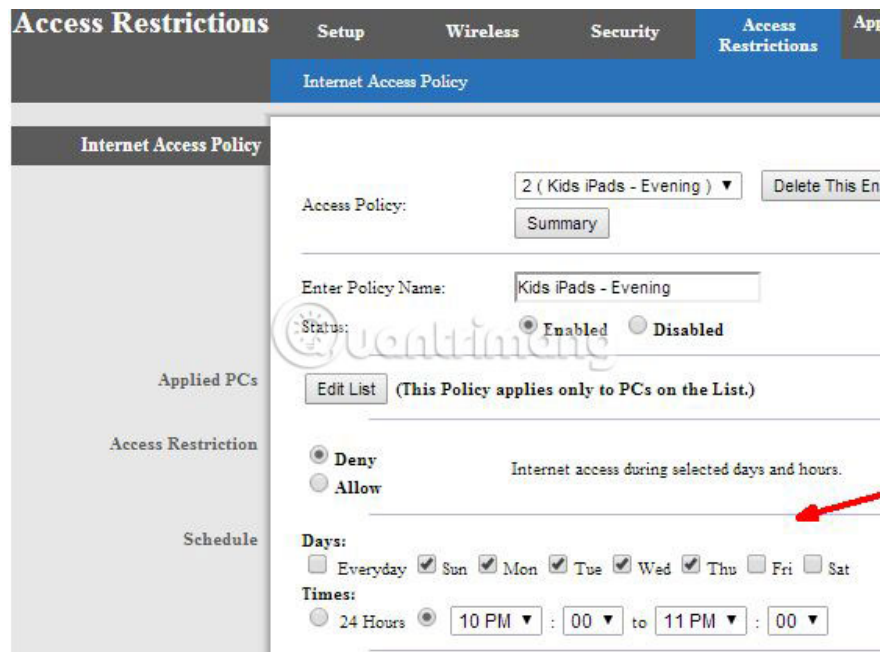 Access Restrictions
Setup
Wireless
Security
Access Restrictions
App
Internet Access Policy
Internet Access Policy
Access Policy:
2 ( Kids iPads - Evening )
Delete This En
Summary
Enter Policy Name:
Kids iPads - Evening
Status:
Enabled
Disabled
Quantrimang
Applied PCs
Edit List (This Policy applies only to PCs on the List.)
Access Restriction
Deny
Allow
Internet access during selected days and hours.
Schedule
Days:
Everyday Sun Mon Tue Wed Thu Fri Sat
Times:
24 Hours 10 PM : 00 to 11 PM : 00